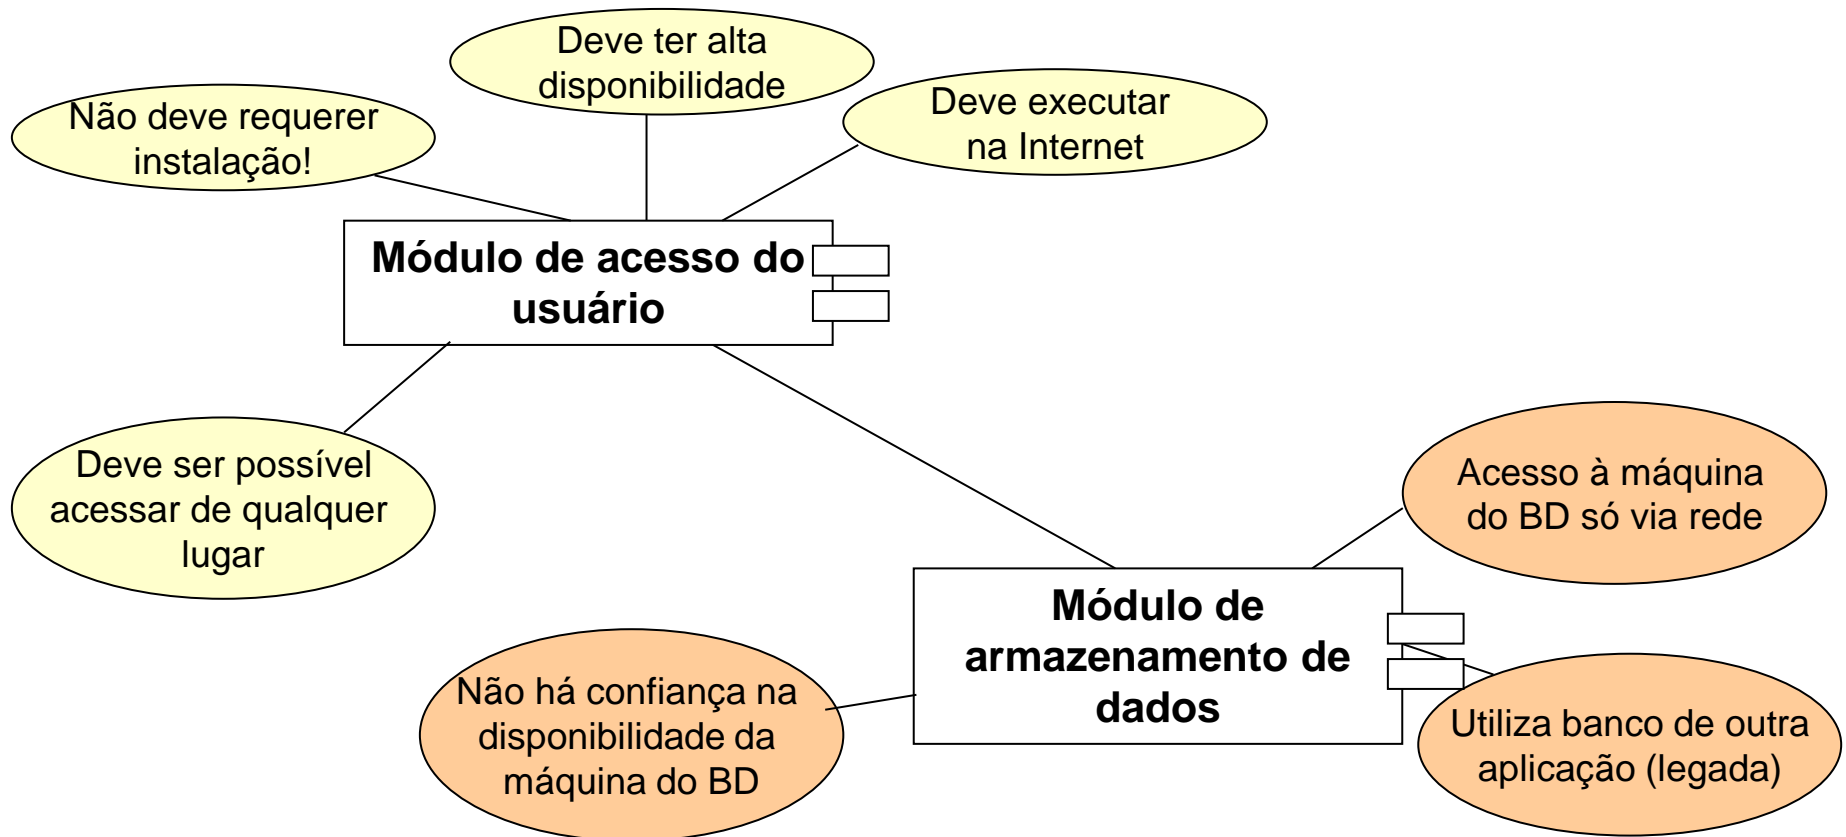 Deve ter alta
disponibilidade
Não deve requerer
instalação!
Deve executar
na Internet
Módulo de acesso do
usuário
Deve ser possível
acessar de qualquer
lugar
Acesso à máquina
do BD só via rede
Módulo de
armazenamento de
dados
Não há confiança na
disponibilidade da
máquina do BD
Utiliza banco de outra
aplicação (legada)